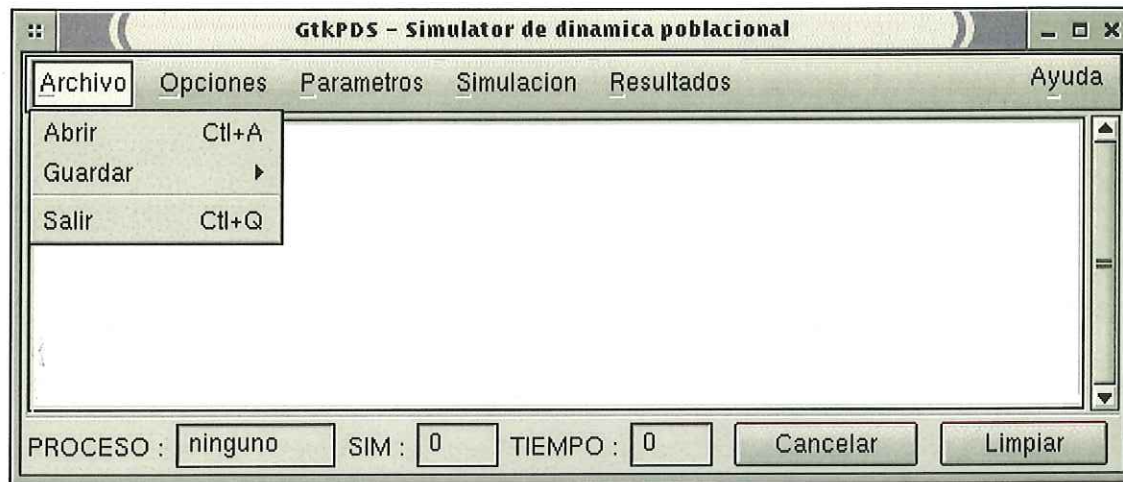 GtkPDS - Simulator de dinamica poblacional
Archivo Opciones Parametros Simulacion Resultados Ayuda
Abrir Ctl+A
Guardar
Salir Ctl+Q
PROCESO : ninguno SIM : 0 TIEMPO : 0 Cancelar Limpiar